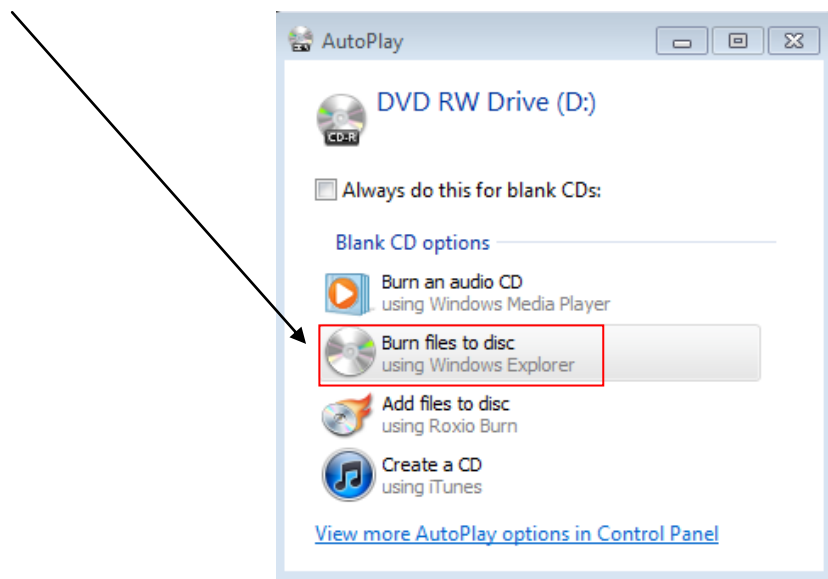 AutoPlay
DVD RW Drive (D:)
CD-R
Always do this for blank CDs:
Blank CD options
Burn an audio CD
using Windows Media Player
Burn files to disc
using Windows Explorer
Add files to disc
using Roxio Burn
Create a CD
using iTunes
View more AutoPlay options in Control Panel